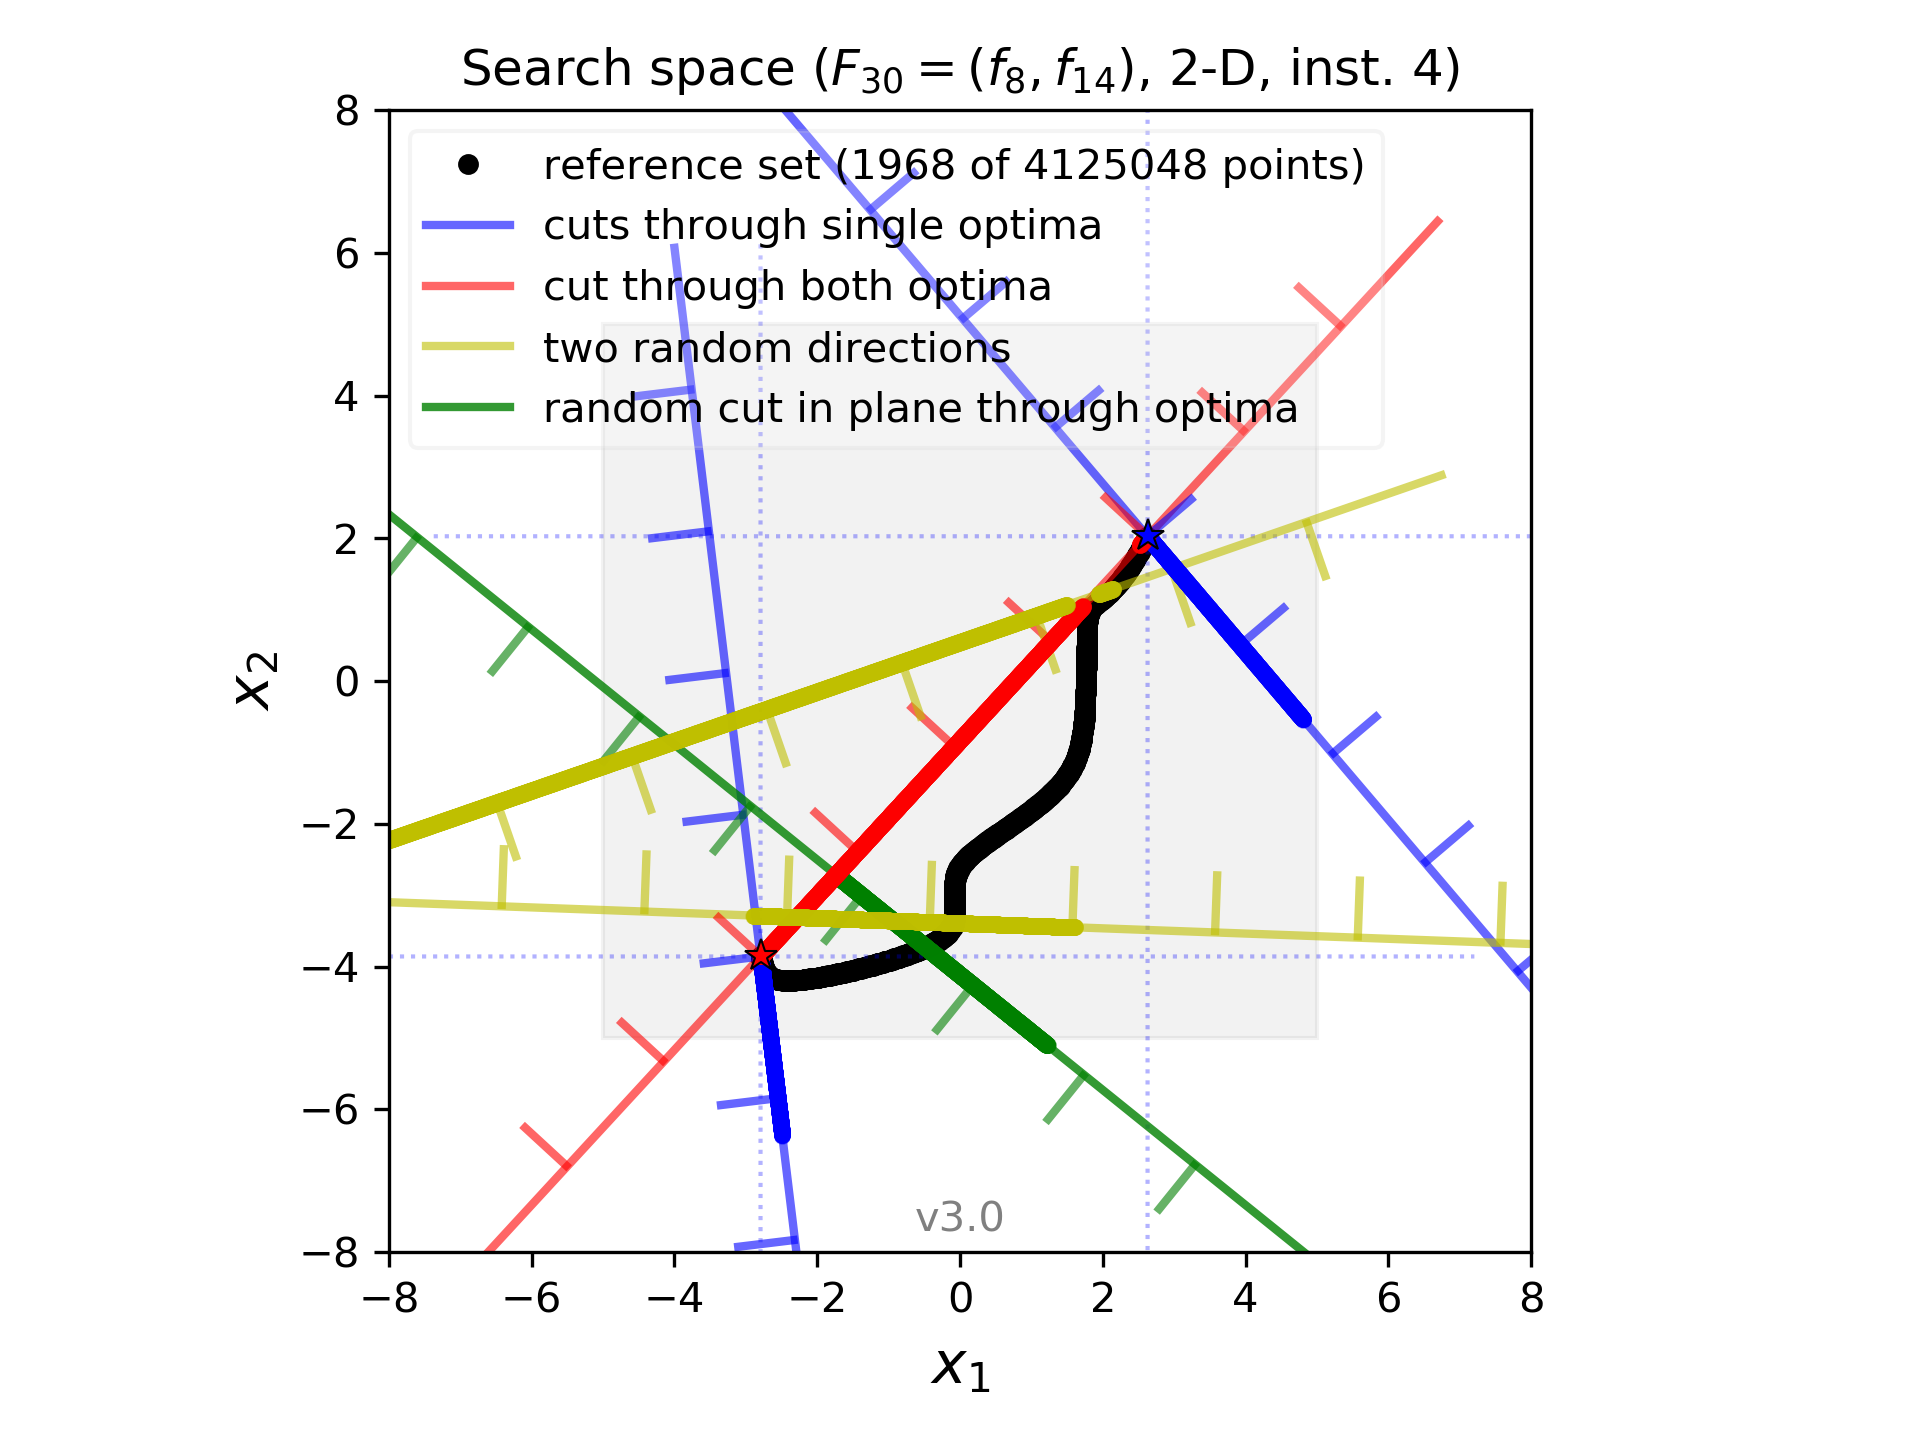 Search space (F₃₀ = (f₈, f₁₄), 2-D, inst. 4)
reference set (1968 of 4125048 points)
cuts through single optima
cut through both optima
two random directions
random cut in plane through optima
8
6
4
2
0
−2
−4
−6
−8
x₂
v3.0
−8 −6 −4 −2 0 2 4 6 8
x₁